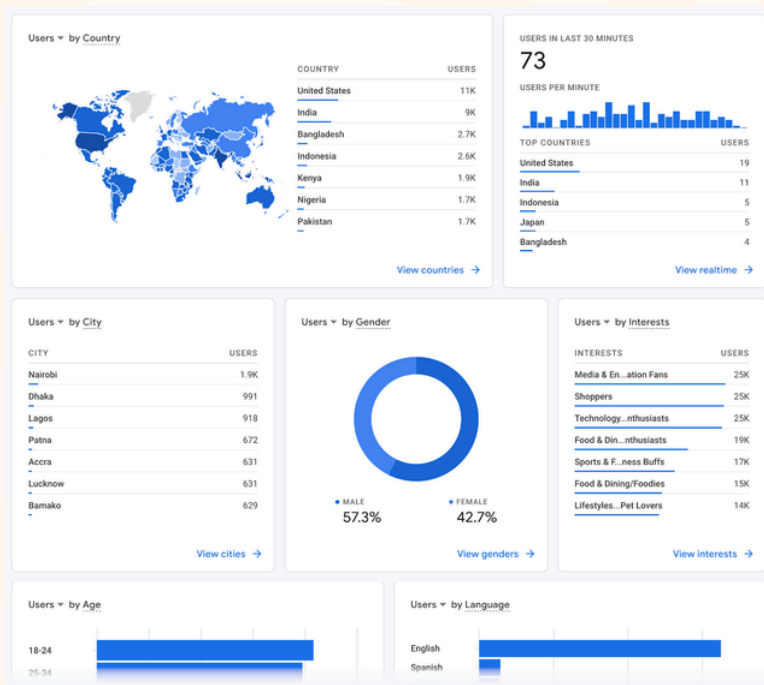 Users by Country
COUNTRY USERS
United States 11K
India 9K
Bangladesh 2.7K
Indonesia 2.6K
Kenya 1.9K
Nigeria 1.7K
Pakistan 1.7K
View countries →
USERS IN LAST 30 MINUTES
73
USERS PER MINUTE
TOP COUNTRIES USERS
United States 19
India 11
Indonesia 5
Japan 5
Bangladesh 4
View realtime →
Users by City
CITY USERS
Nairobi 1.9K
Dhaka 991
Lagos 918
Patna 672
Accra 631
Lucknow 631
Bamako 629
View cities →
Users by Gender
MALE FEMALE
57.3% 42.7%
View genders →
Users by Interests
INTERESTS USERS
Media & En...ation Fans 25K
Shoppers 25K
Technology...nthusiasts 25K
Food & Din...nthusiasts 19K
Sports & F...ness Buffs 17K
Food & Dining/Foodies 15K
Lifestyles...Pet Lovers 14K
View interests →
Users by Age
18-24
25-34
Users by Language
English
Spanish